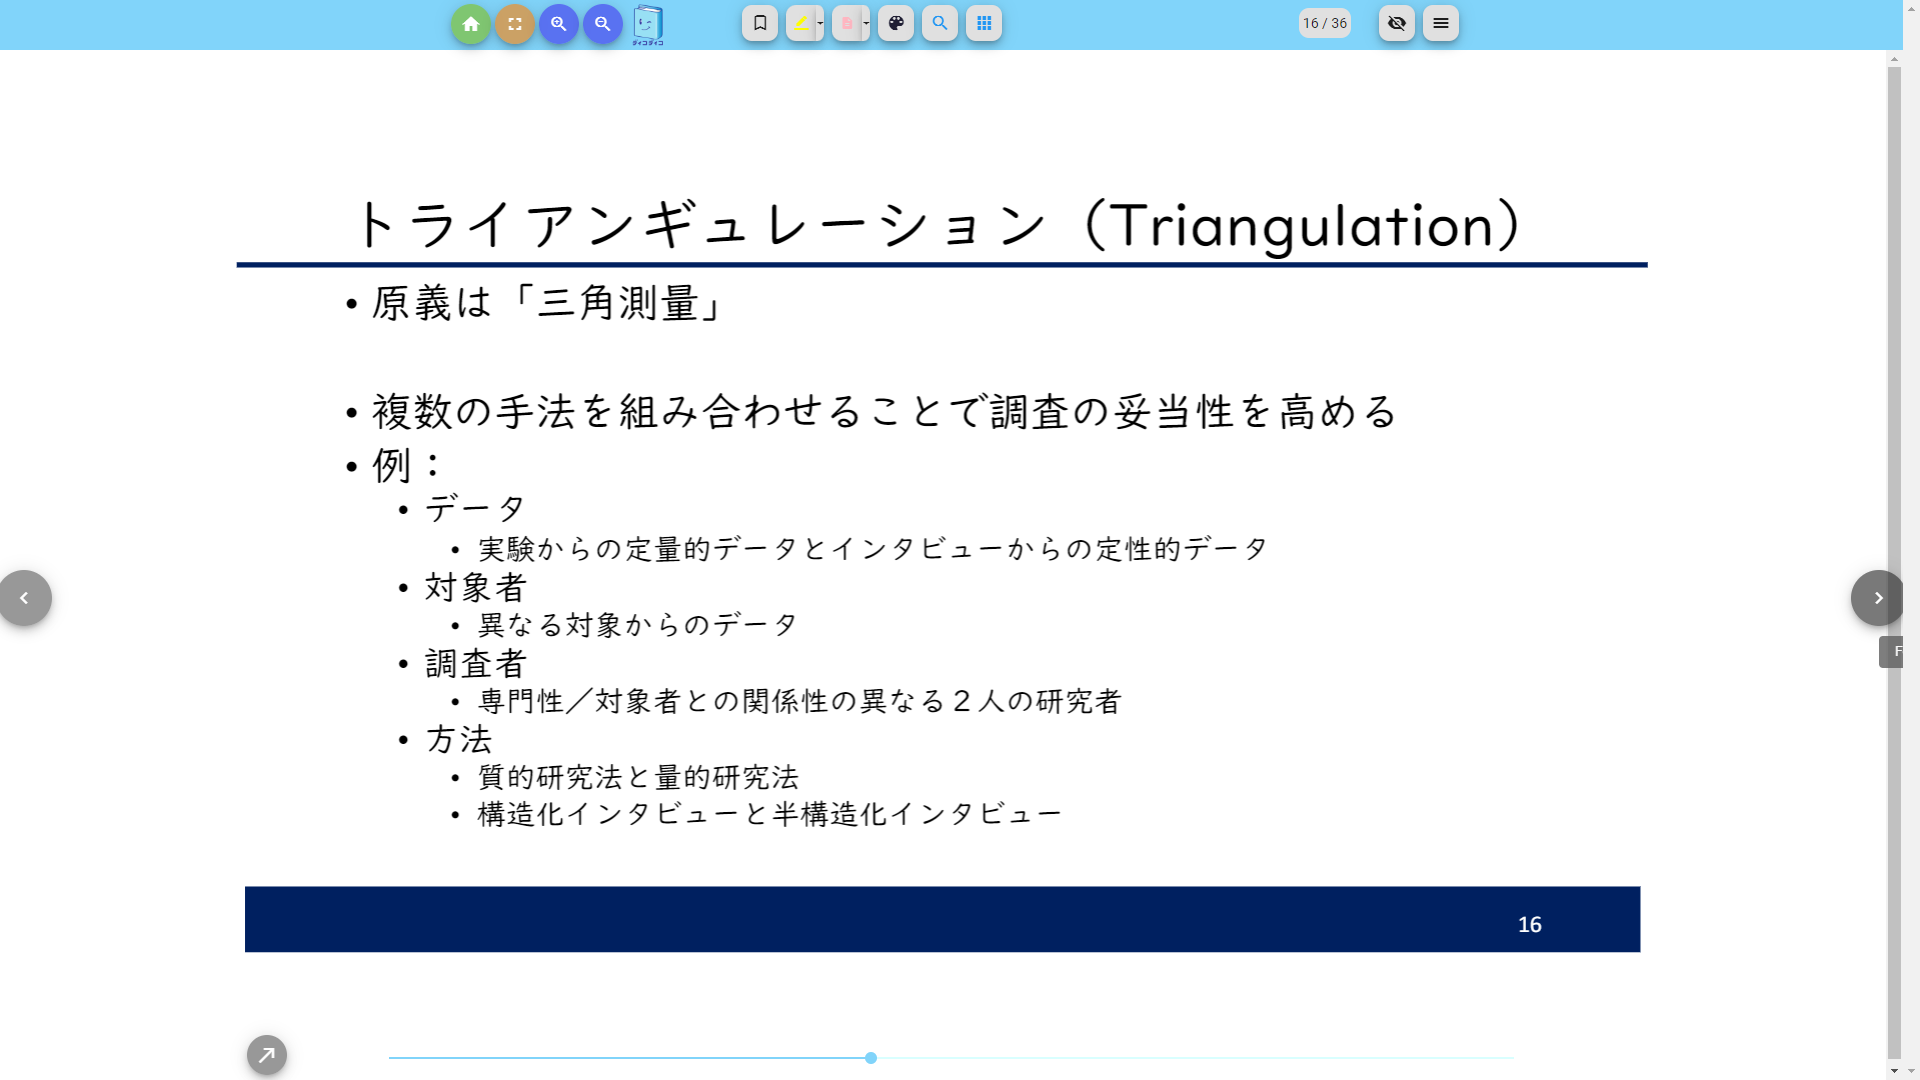 ダィコダィコ
16 / 36
トライアンギュレーション（Triangulation）
• 原義は「三角測量」
• 複数の手法を組み合わせることで調査の妥当性を高める
• 例：
• データ
• 実験からの定量的データとインタビューからの定性的データ
• 対象者
• 異なる対象からのデータ
• 調査者
• 専門性／対象者との関係性の異なる２人の研究者
• 方法
• 質的研究法と量的研究法
• 構造化インタビューと半構造化インタビュー
F
16